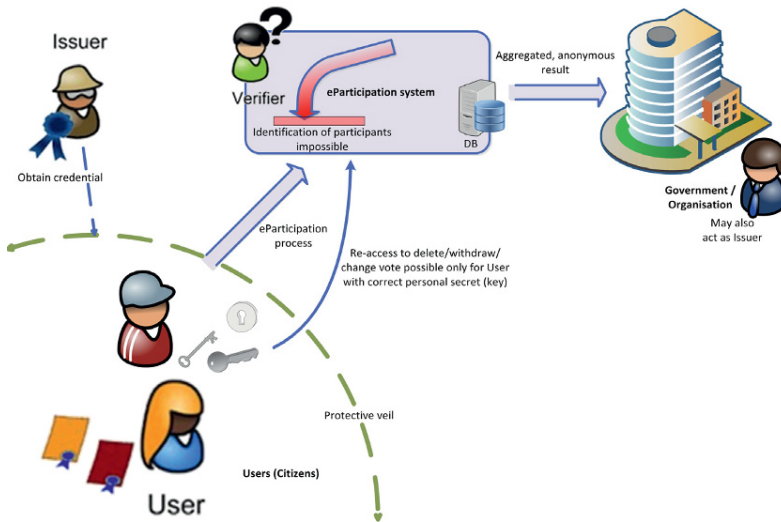 Issuer
?
Verifier
eParticipation system
Identification of participants
impossible
DB
Aggregated, anonymous
result
Government /
Organisation
May also
act as Issuer
Obtain credential
eParticipation
process
Re-access to delete/withdraw/
change vote possible only for User
with correct personal secret (key)
Protective veil
Users (Citizens)
User